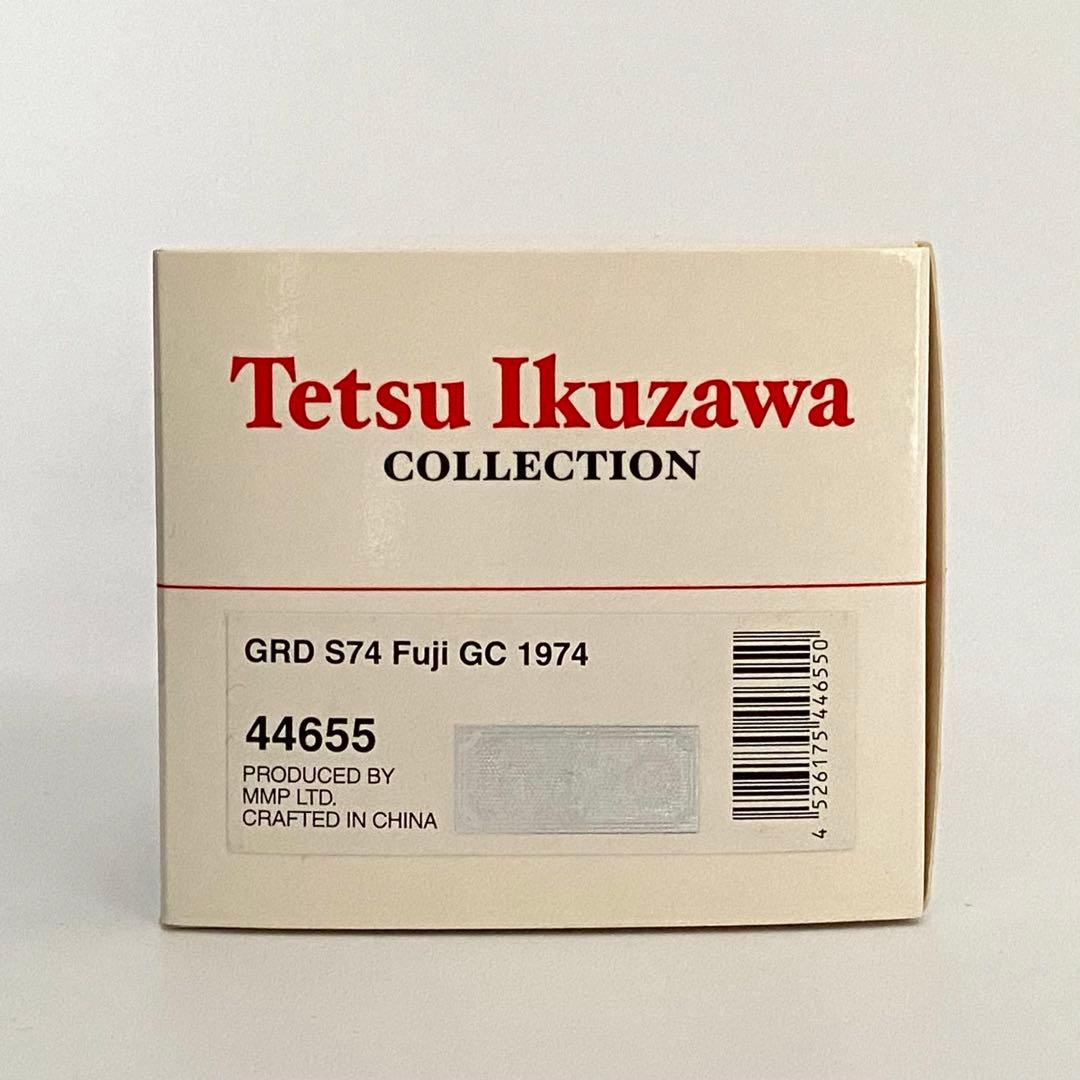 Tetsu Ikuzawa
COLLECTION
GRD S74 Fuji GC 1974
44655
PRODUCED BY
MMP LTD.
CRAFTED IN CHINA
4 526175 446550